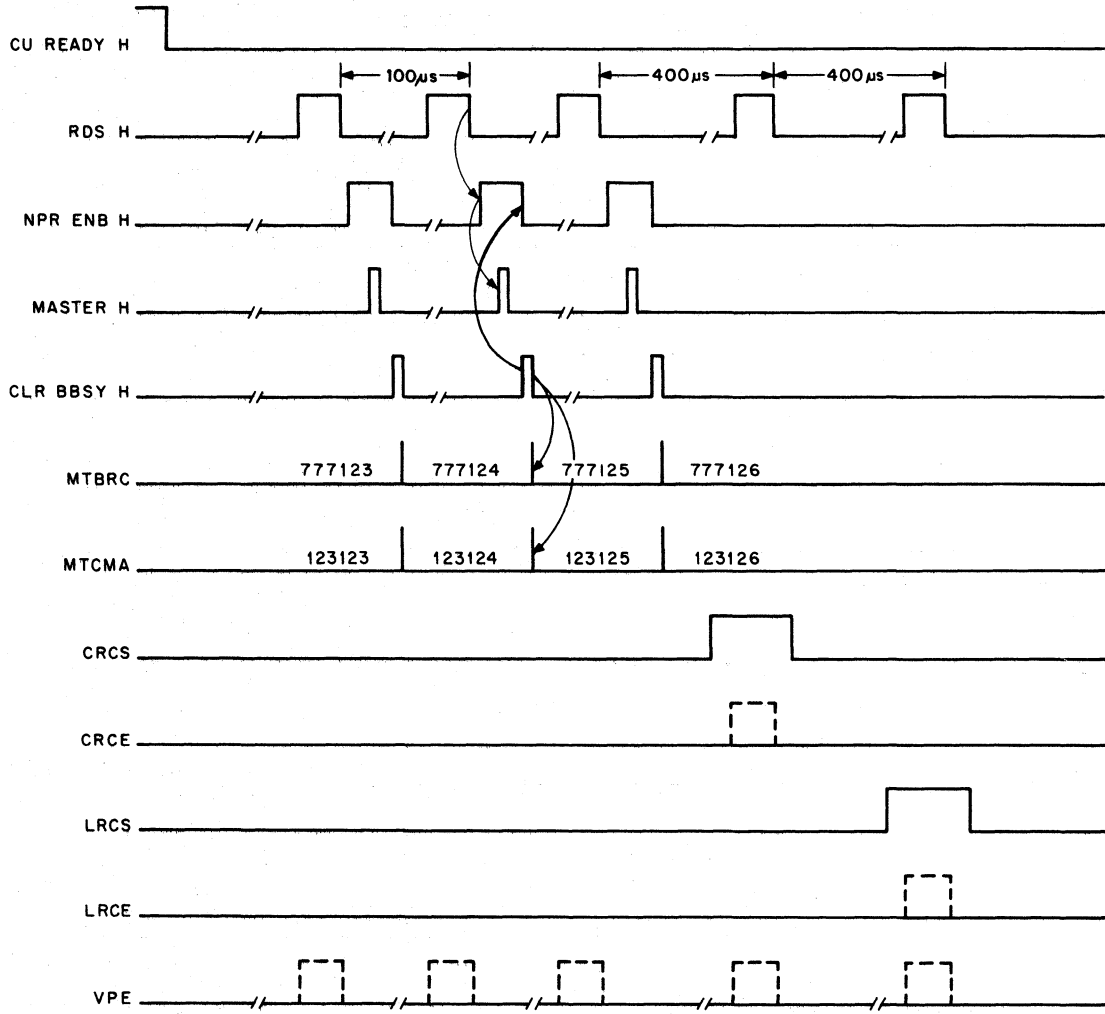 CU READY H
100µs
400µs
400µs
RDS H
NPR ENB H
MASTER H
CLR BBSY H
MTBRC
777123
777124
777125
777126
MTCMA
123123
123124
123125
123126
CRCS
CRCE
LRCS
LRCE
VPE